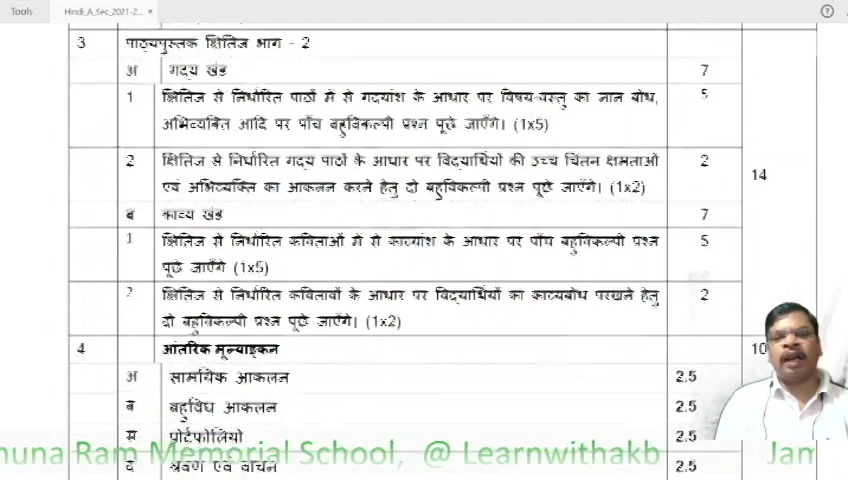 Tools Hindi_A_Sec_2021-2... ×
3 पाठ्यपुस्तक क्षितिज भाग - 2 14
अ गद्य खंड 7
1 क्षितिज से निर्धारित पाठों में से गद्यांश के आधार पर विषय-वस्तु का ज्ञान बोध, 5
अभिव्यक्ति आदि पर पाँच बहुविकल्पी प्रश्न पूछे जाएँगे। (1x5)
2 क्षितिज से निर्धारित गद्य पाठों के आधार पर विद्यार्थियों की उच्च चिंतन क्षमताओं 2
एवं अभिव्यक्ति का आकलन करने हेतु दो बहुविकल्पी प्रश्न पूछे जाएँगे। (1x2)
ब काव्य खंड 7
1 क्षितिज से निर्धारित कविताओं में से काव्यांश के आधार पर पाँच बहुविकल्पी प्रश्न 5
पूछे जाएँगे (1x5)
2 क्षितिज से निर्धारित कविताओं के आधार पर विद्यार्थियों का काव्यबोध परखने हेतु 2
दो बहुविकल्पी प्रश्न पूछे जाएँगे। (1x2)
4 आंतरिक मूल्याङ्कन 10
अ सामयिक आकलन 2.5
ब बहुविध आकलन 2.5
स पोर्टफोलियो 2.5
nuna Ram Memorial School, @ Learnwithakb Jam
द श्रवण एवं वाचन 2.5